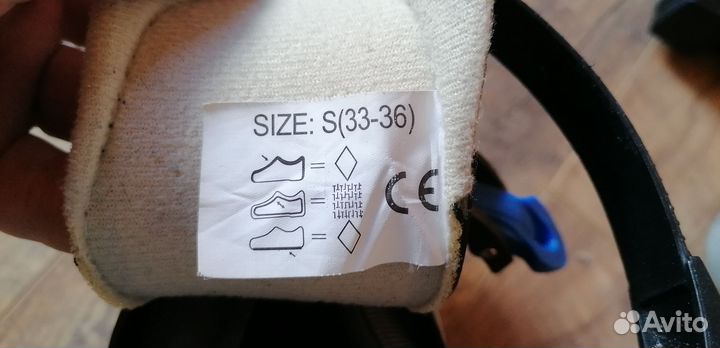 SIZE: S(33-36)
=
=
CE
=
Avito